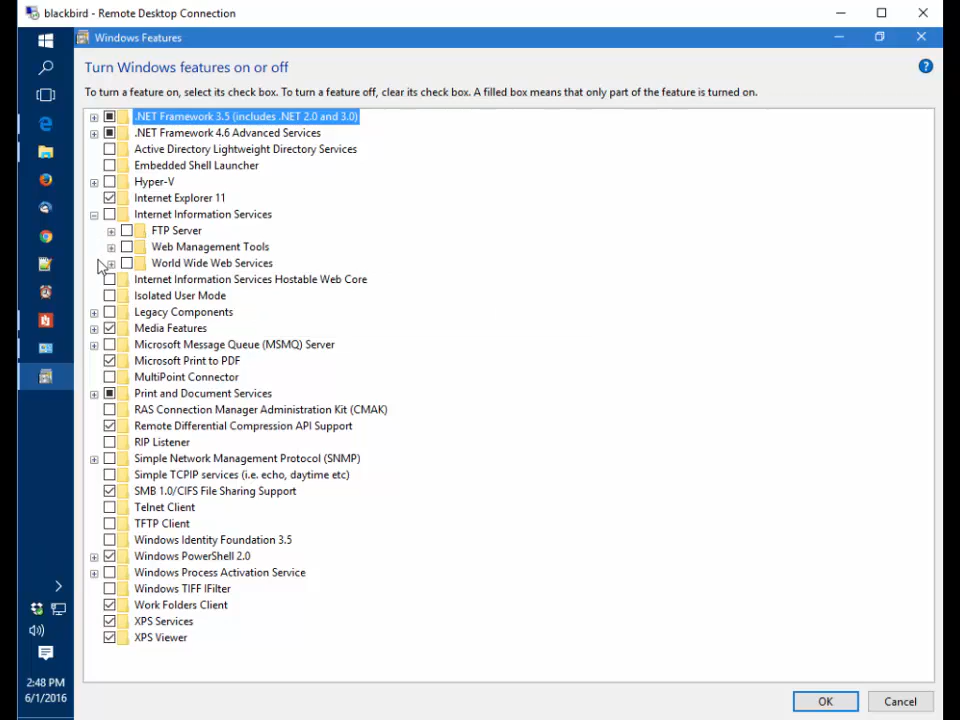 blackbird - Remote Desktop Connection
Windows Features
Turn Windows features on or off
To turn a feature on, select its check box. To turn a feature off, clear its check box. A filled box means that only part of the feature is turned on.
.NET Framework 3.5 (includes .NET 2.0 and 3.0)
.NET Framework 4.6 Advanced Services
Active Directory Lightweight Directory Services
Embedded Shell Launcher
Hyper-V
Internet Explorer 11
Internet Information Services
FTP Server
Web Management Tools
World Wide Web Services
Internet Information Services Hostable Web Core
Isolated User Mode
Legacy Components
Media Features
Microsoft Message Queue (MSMQ) Server
Microsoft Print to PDF
MultiPoint Connector
Print and Document Services
RAS Connection Manager Administration Kit (CMAK)
Remote Differential Compression API Support
RIP Listener
Simple Network Management Protocol (SNMP)
Simple TCPIP services (i.e. echo, daytime etc)
SMB 1.0/CIFS File Sharing Support
Telnet Client
TFTP Client
Windows Identity Foundation 3.5
Windows PowerShell 2.0
Windows Process Activation Service
Windows TIFF IFilter
Work Folders Client
XPS Services
XPS Viewer
2:48 PM
6/1/2016
OK
Cancel